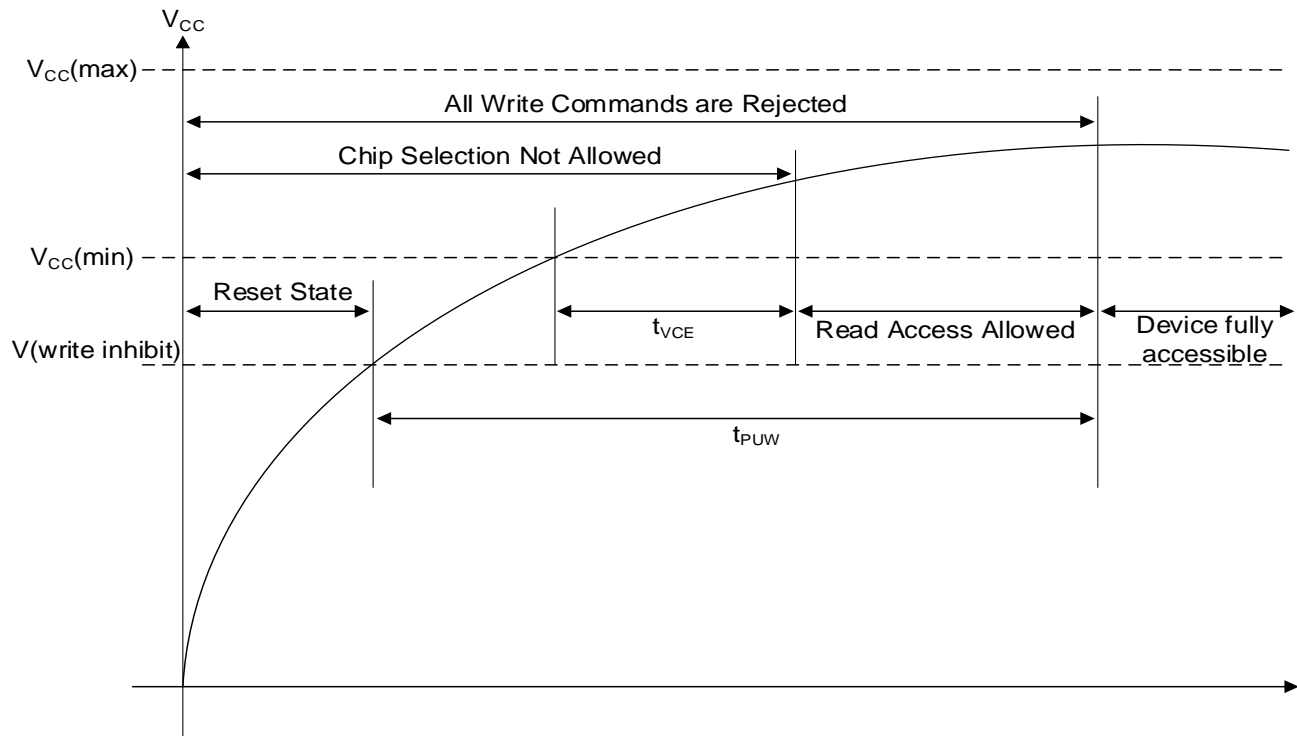 VCC
VCC(max)
All Write Commands are Rejected
Chip Selection Not Allowed
VCC(min)
Reset State
tVCE
Read Access Allowed
Device fully
accessible
V(write inhibit)
tPUW